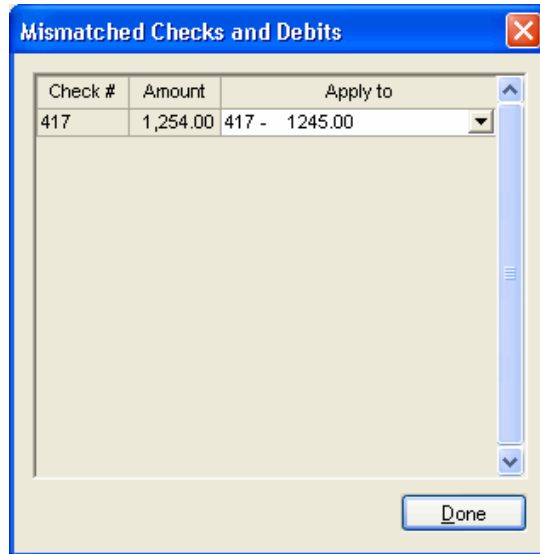 Mismatched Checks and Debits
Check # Amount Apply to
417 1,254.00 417 - 1245.00
Done